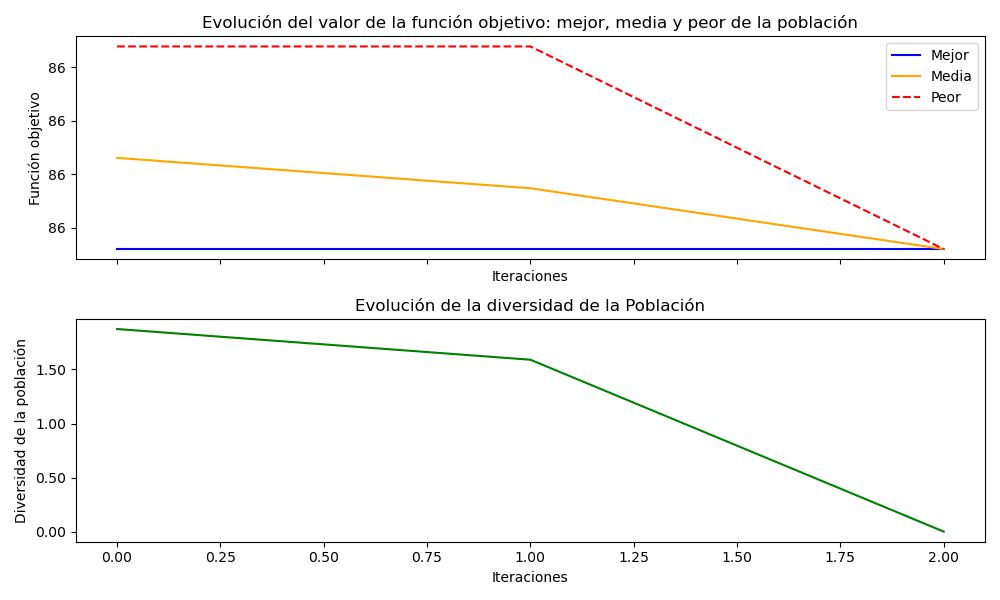 Evolución del valor de la función objetivo: mejor, media y peor de la población
Función objetivo
86
86
86
86
Mejor
Media
Peor
Iteraciones
Evolución de la diversidad de la Población
Diversidad de la población
1.50
1.00
0.50
0.00
0.00 0.25 0.50 0.75 1.00 1.25 1.50 1.75 2.00
Iteraciones